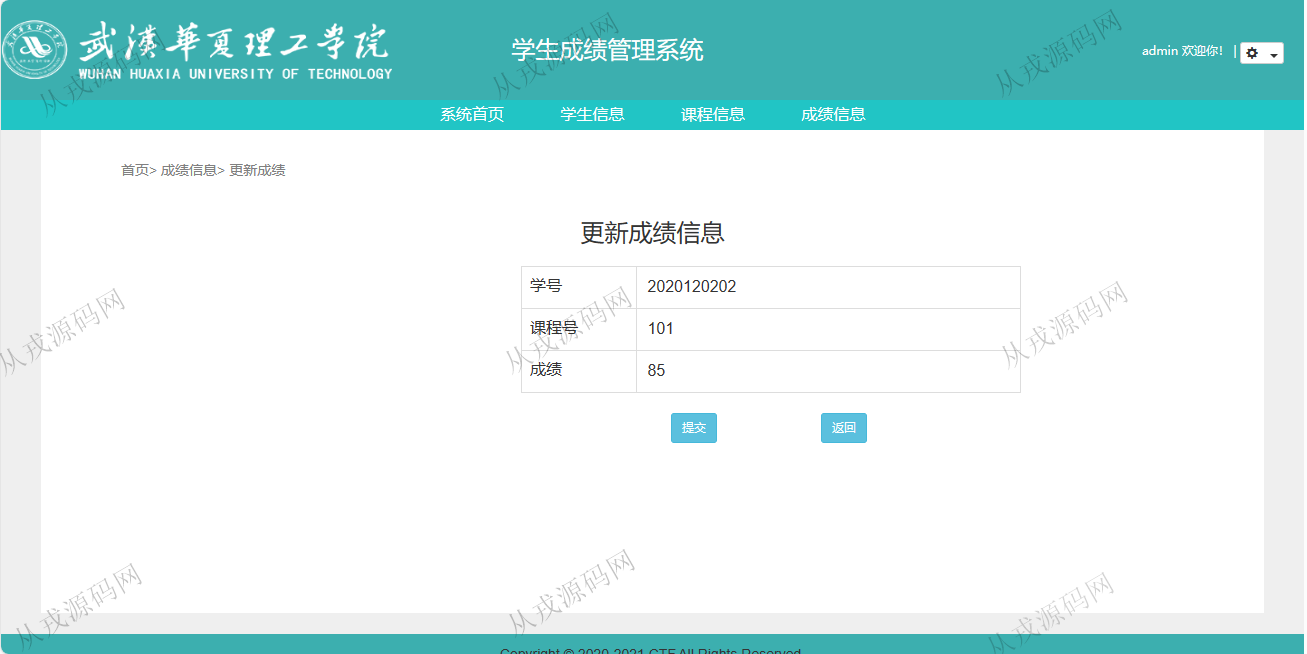 武漢華夏理工学院
WUHAN HUAXIA UNIVERSITY OF TECHNOLOGY
学生成绩管理系统
admin 欢迎你! |
系统首页 学生信息 课程信息 成绩信息
首页> 成绩信息> 更新成绩
更新成绩信息
学号 2020120202
课程号 101
成绩 85
提交 返回
Copyright © 2020-2021 CTF All Rights Reserved
从戎源码网
从戎源码网
从戎源码网
从戎源码网
从戎源码网
从戎源码网
从戎源码网
从戎源码网
从戎源码网